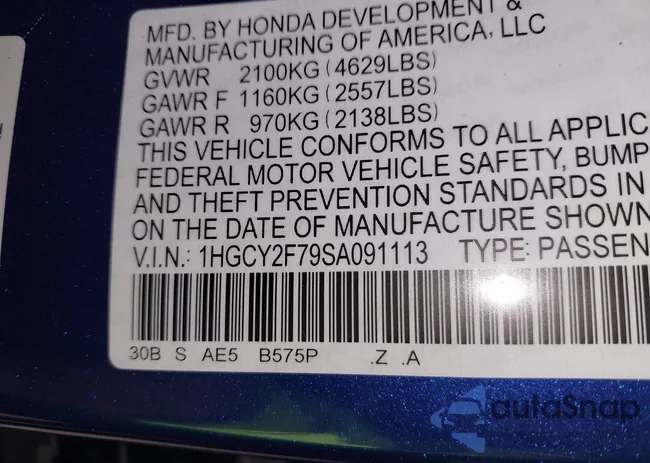 MFD. BY HONDA DEVELOPMENT &
MANUFACTURING OF AMERICA, LLC
GVWR 2100KG (4629LBS)
GAWR F 1160KG (2557LBS)
GAWR R 970KG (2138LBS)
THIS VEHICLE CONFORMS TO ALL APPLIC
FEDERAL MOTOR VEHICLE SAFETY, BUMP
AND THEFT PREVENTION STANDARDS IN
ON THE DATE OF MANUFACTURE SHOWN
V.I.N.: 1HGCY2F79SA091113 TYPE: PASSEN
30B S AE5 B575P .Z .A
autoSnap